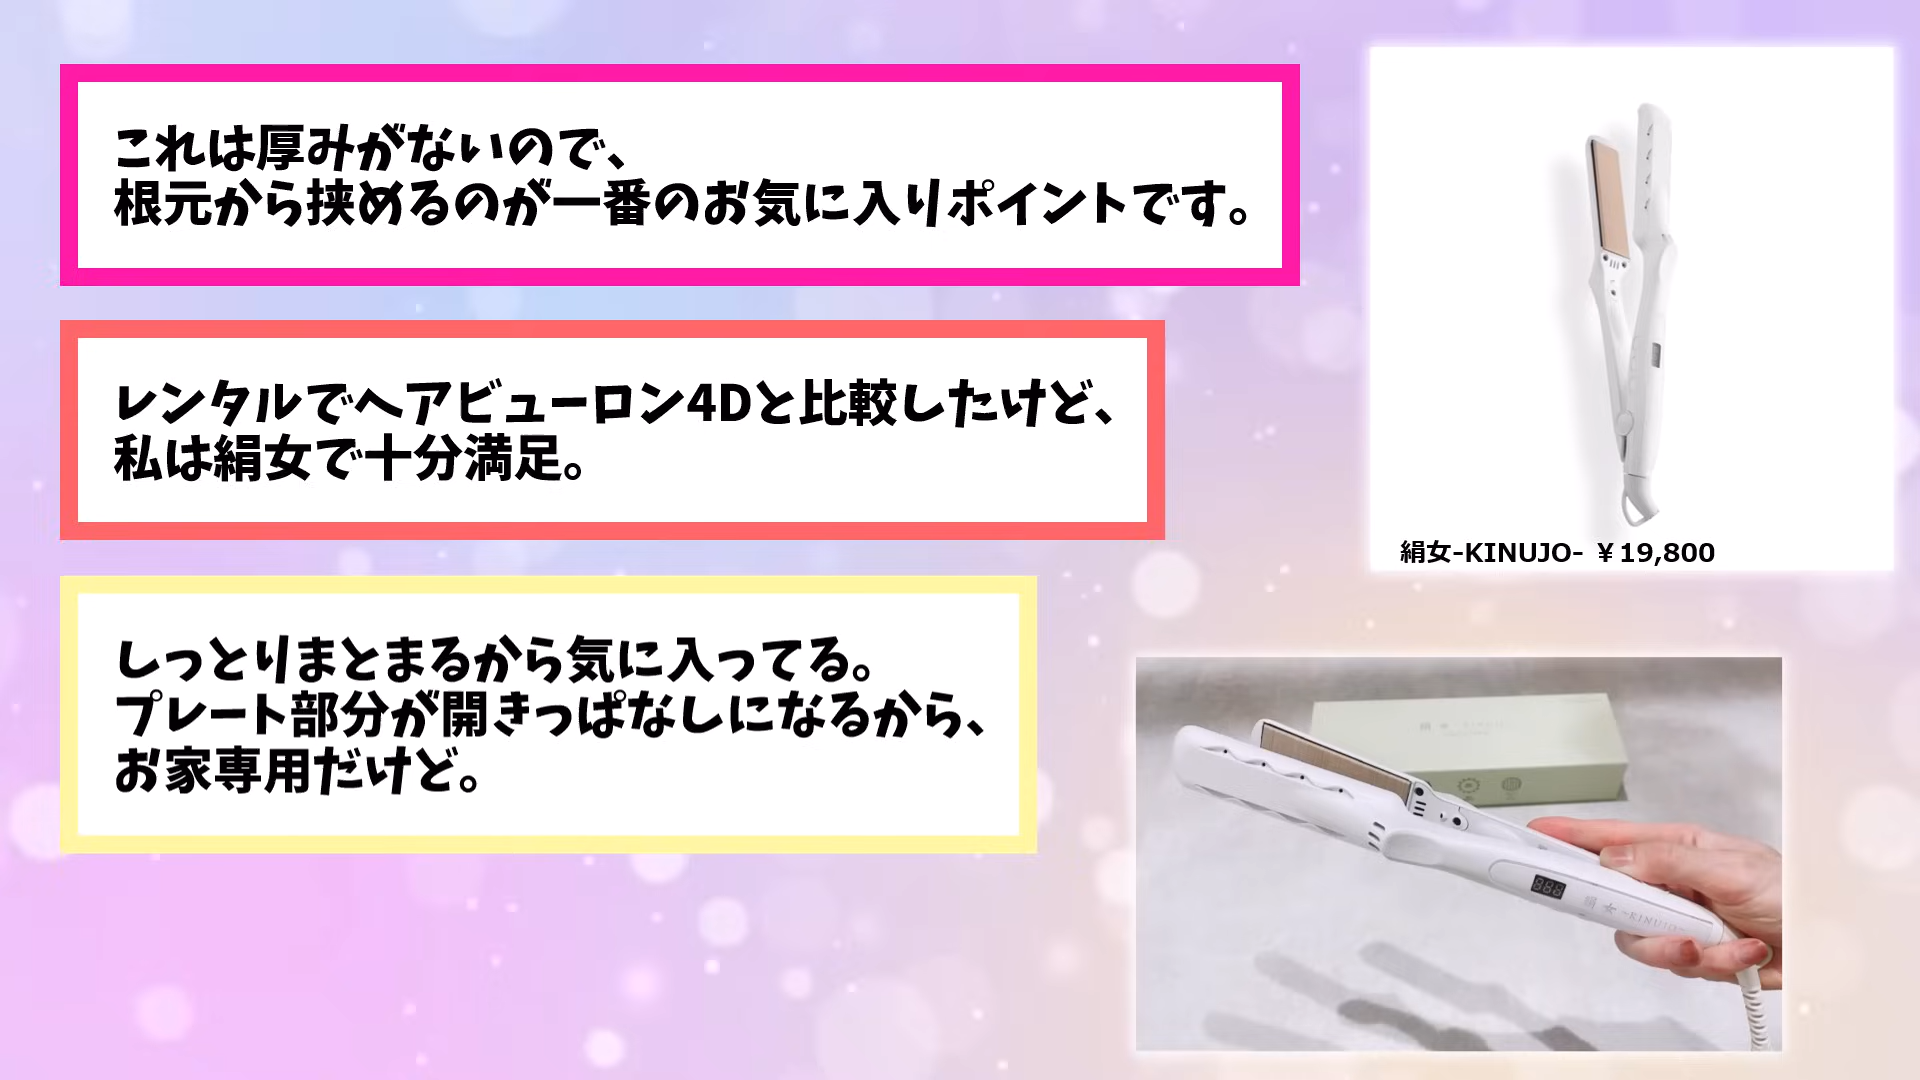 これは厚みがないので、
根元から挟めるのが一番のお気に入りポイントです。
レンタルでヘアビューロン4Dと比較したけど、
私は絹女で十分満足。
しっとりまとまるから気に入ってる。
プレート部分が開きっぱなしになるから、
お家専用だけど。
絹女-KINUJO- ￥19,800
絹女 -KINUJO-